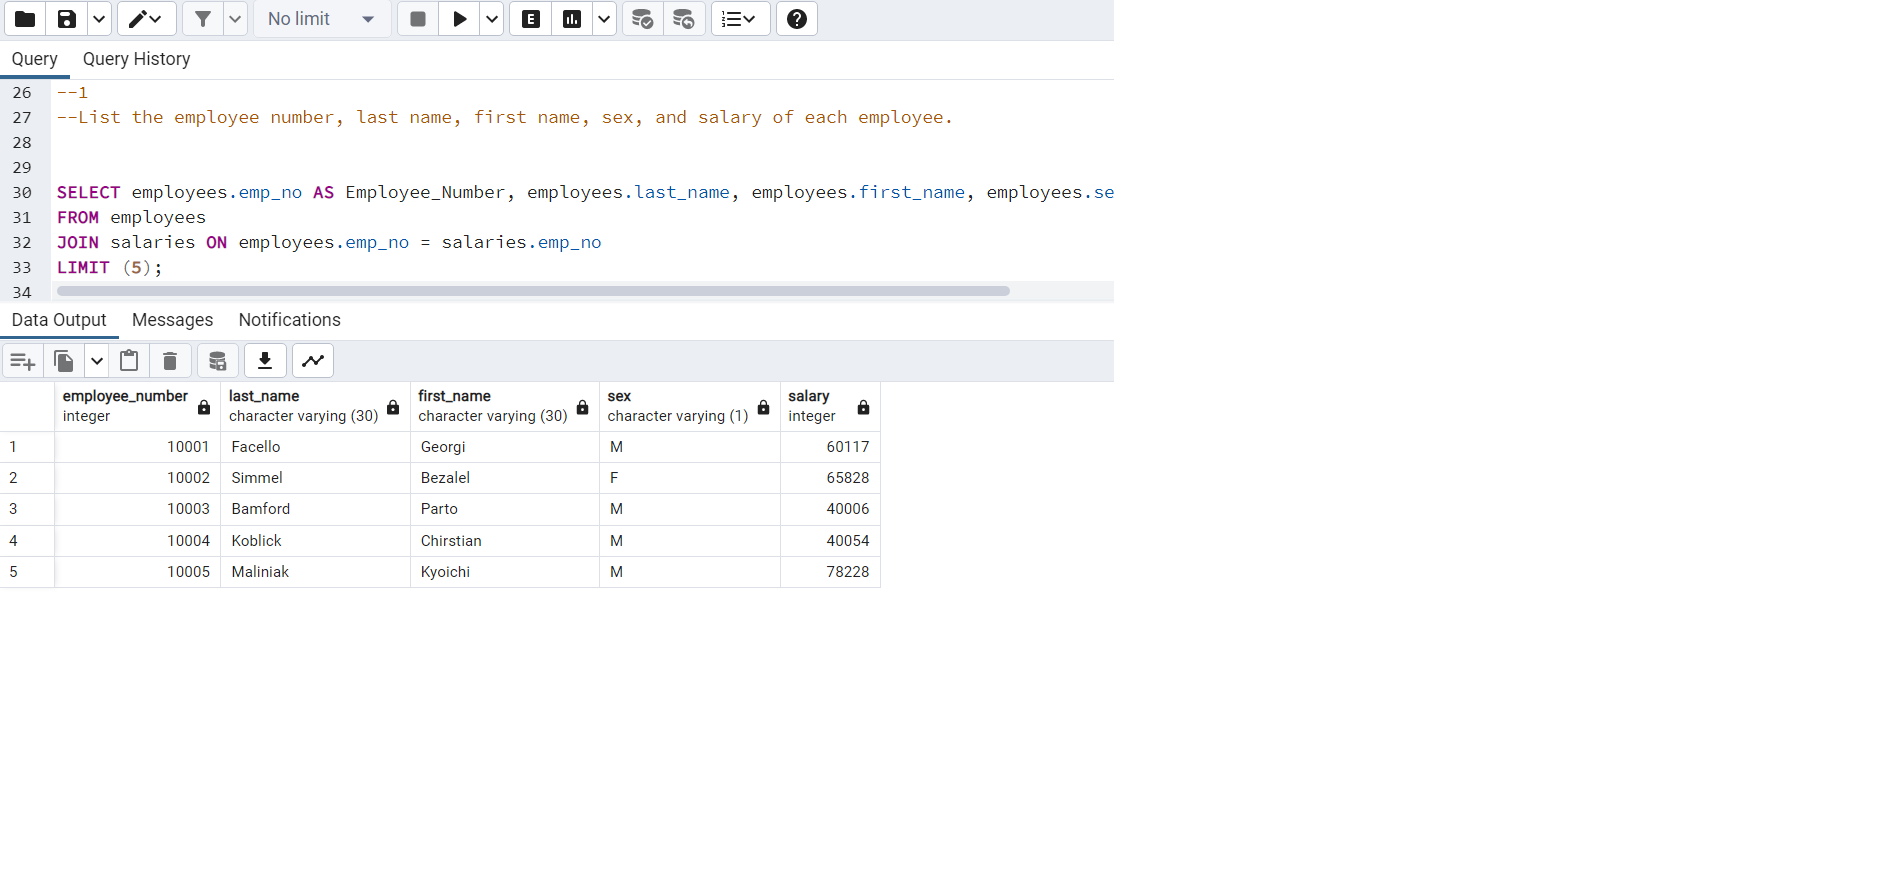 No limit
E
Query Query History
26 --1
27 --List the employee number, last name, first name, sex, and salary of each employee.
28
29
30 SELECT employees.emp_no AS Employee_Number, employees.last_name, employees.first_name, employees.se
31 FROM employees
32 JOIN salaries ON employees.emp_no = salaries.emp_no
33 LIMIT (5);
34
Data Output Messages Notifications
employee_number last_name first_name sex salary
integer character varying (30) character varying (30) character varying (1) integer
1 10001 Facello Georgi M 60117
2 10002 Simmel Bezalel F 65828
3 10003 Bamford Parto M 40006
4 10004 Koblick Chirstian M 40054
5 10005 Maliniak Kyoichi M 78228